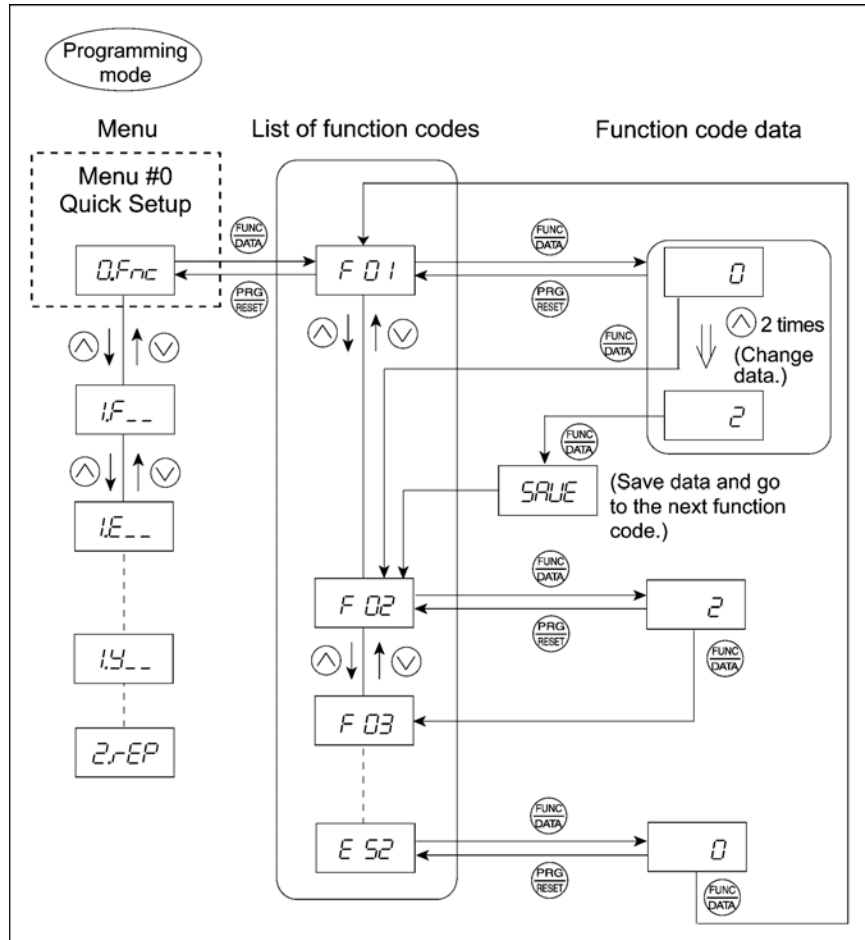 Programming
mode
Menu
List of function codes
Function code data
Menu #0
Quick Setup
FUNC
DATA
FUNC
DATA
0.Fnc
F 01
0
PRG
RESET
PRG
RESET
2 times
FUNC
DATA
(Change
data.)
1.F_ _
2
FUNC
DATA
SAVE
(Save data and go
to the next function
code.)
1.E_ _
FUNC
DATA
F 02
2
PRG
RESET
1.y_ _
FUNC
DATA
F 03
2.rEP
FUNC
DATA
E 52
0
PRG
RESET
FUNC
DATA